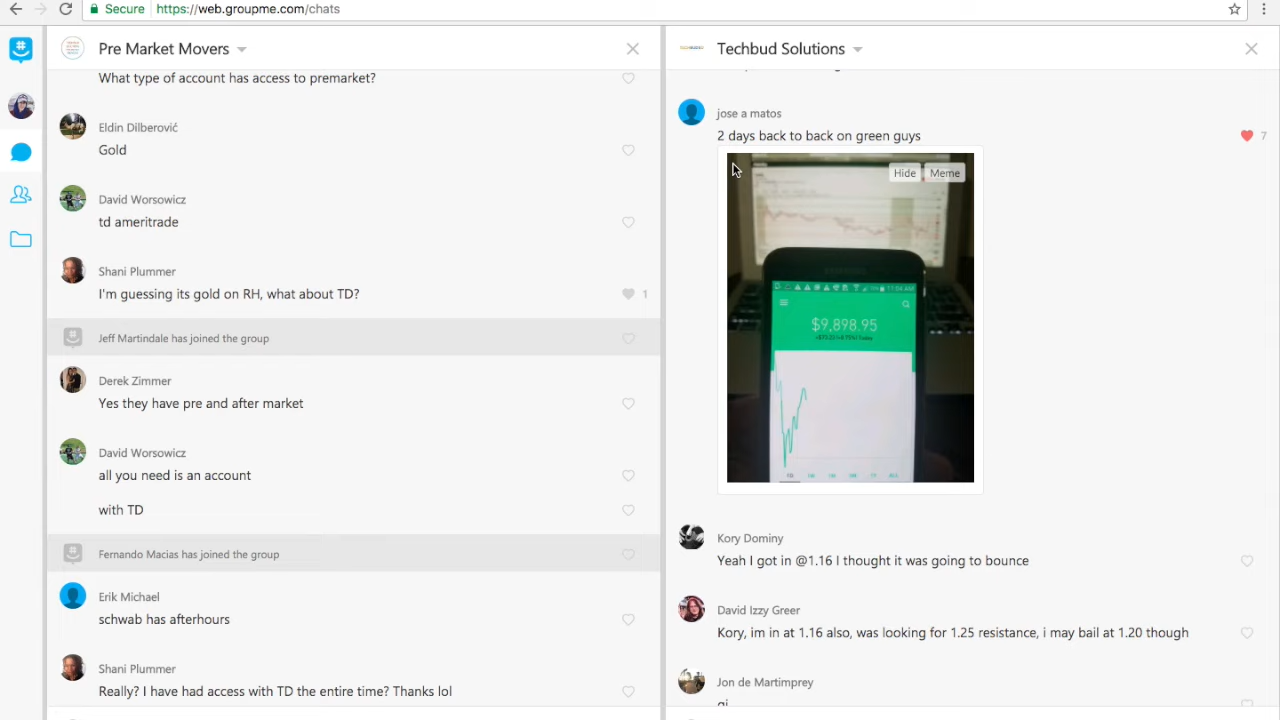 Secure
https://web.groupme.com/chats
Pre Market Movers
What type of account has access to premarket?
Eldin Dilberović
Gold
David Worsowicz
td ameritrade
Shani Plummer
I'm guessing its gold on RH, what about TD?
1
Jeff Martindale has joined the group
Derek Zimmer
Yes they have pre and after market
David Worsowicz
all you need is an account
with TD
Fernando Macias has joined the group
Erik Michael
schwab has afterhours
Shani Plummer
Really? I have had access with TD the entire time? Thanks lol
Techbud Solutions
jose a matos
2 days back to back on green guys
7
Hide
Meme
SAMSUNG
11:04 AM
$9,898.95
Kory Dominy
Yeah I got in @1.16 I thought it was going to bounce
David Izzy Greer
Kory, im in at 1.16 also, was looking for 1.25 resistance, i may bail at 1.20 though
Jon de Martimprey